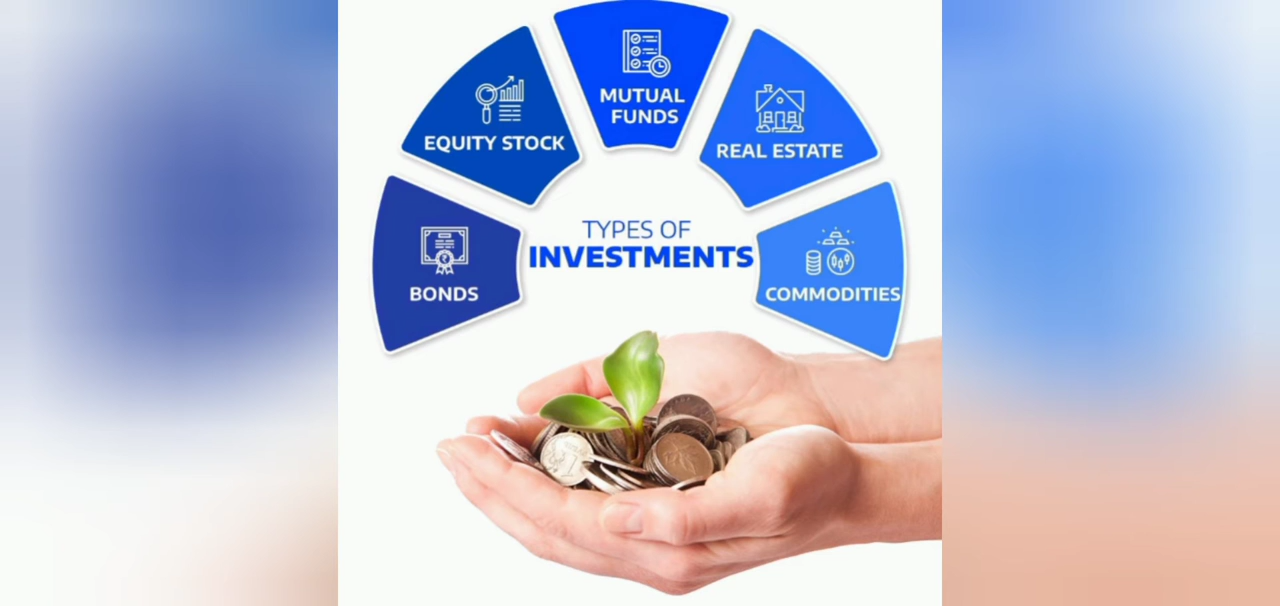 MUTUAL
FUNDS
EQUITY STOCK
REAL ESTATE
TYPES OF
INVESTMENTS
BONDS
COMMODITIES